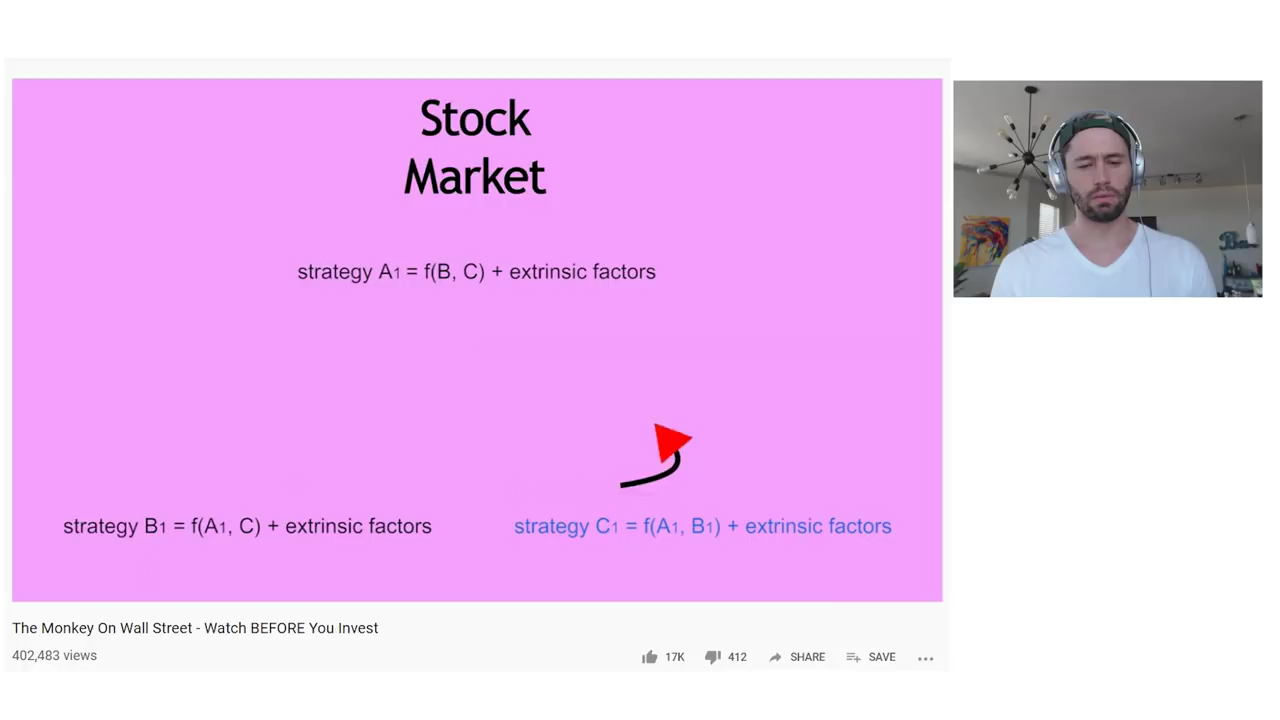 Stock
Market
strategy A1 = f(B, C) + extrinsic factors
strategy B1 = f(A1, C) + extrinsic factors
strategy C1 = f(A1, B1) + extrinsic factors
The Monkey On Wall Street - Watch BEFORE You Invest
402,483 views
17K
412
SHARE
SAVE